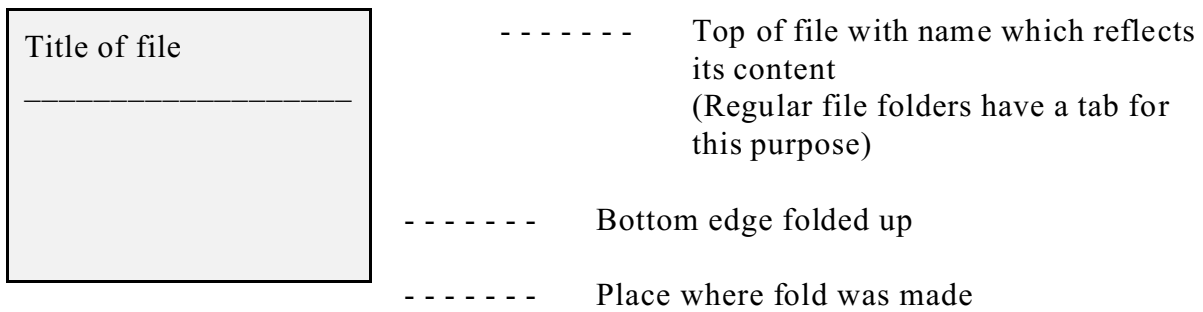 Title of file
___________________
- - - - - - - Top of file with name which reflects
its content
(Regular file folders have a tab for
this purpose)
- - - - - - - Bottom edge folded up
- - - - - - - Place where fold was made